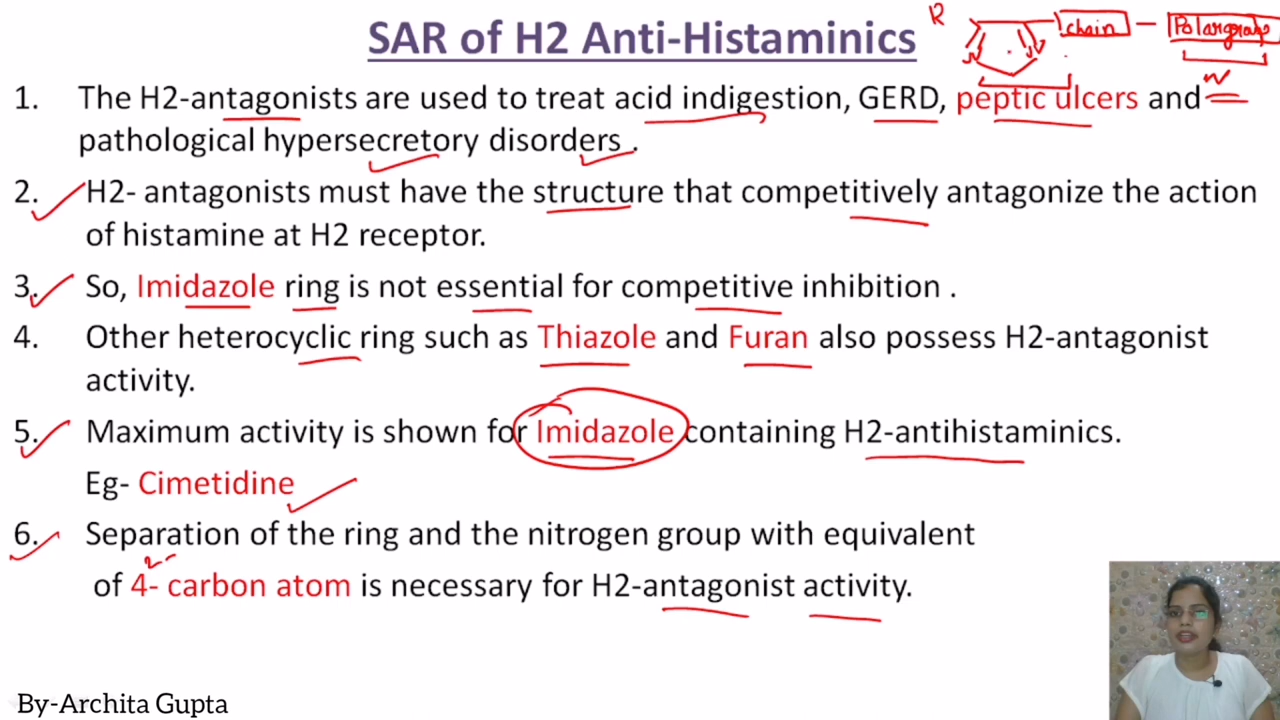 SAR of H2 Anti-Histaminics
R
chain
Polar group
N
1. The H2-antagonists are used to treat acid indigestion, GERD, peptic ulcers and
pathological hypersecretory disorders .
2. H2- antagonists must have the structure that competitively antagonize the action
of histamine at H2 receptor.
3. So, Imidazole ring is not essential for competitive inhibition .
4. Other heterocyclic ring such as Thiazole and Furan also possess H2-antagonist
activity.
5. Maximum activity is shown for Imidazole containing H2-antihistaminics.
Eg- Cimetidine
6. Separation of the ring and the nitrogen group with equivalent
of 4- carbon atom is necessary for H2-antagonist activity.
By-Archita Gupta